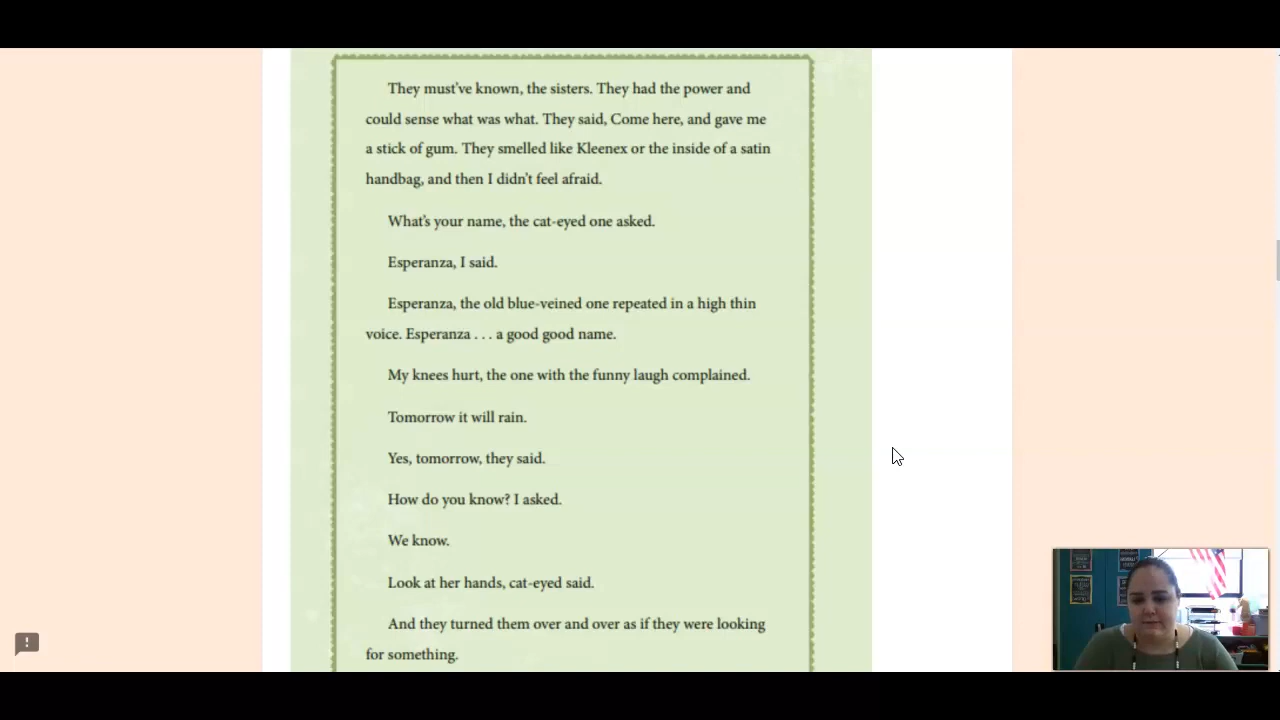 They must've known, the sisters. They had the power and
could sense what was what. They said, Come here, and gave me
a stick of gum. They smelled like Kleenex or the inside of a satin
handbag, and then I didn't feel afraid.
What's your name, the cat-eyed one asked.
Esperanza, I said.
Esperanza, the old blue-veined one repeated in a high thin
voice. Esperanza . . . a good good name.
My knees hurt, the one with the funny laugh complained.
Tomorrow it will rain.
Yes, tomorrow, they said.
How do you know? I asked.
We know.
Look at her hands, cat-eyed said.
And they turned them over and over as if they were looking
for something.